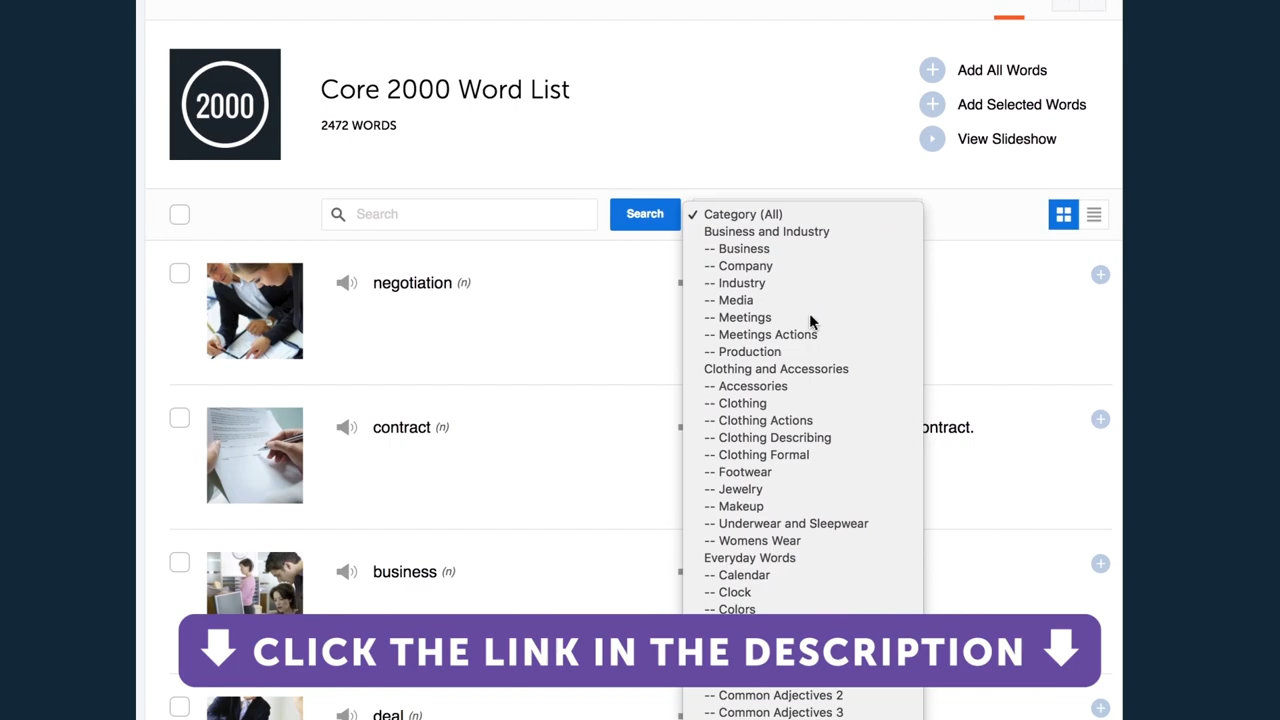 2000
Core 2000 Word List
2472 WORDS
Add All Words
Add Selected Words
View Slideshow
Search
Search
Category (All)
Business and Industry
-- Business
-- Company
-- Industry
-- Media
-- Meetings
-- Meetings Actions
-- Production
Clothing and Accessories
-- Accessories
-- Clothing
-- Clothing Actions
-- Clothing Describing
-- Clothing Formal
-- Footwear
-- Jewelry
-- Makeup
-- Underwear and Sleepwear
-- Womens Wear
Everyday Words
-- Calendar
-- Clock
-- Colors
-- Common Adjectives 2
-- Common Adjectives 3
negotiation (n)
contract (n)
ontract.
business (n)
deal (n)
CLICK THE LINK IN THE DESCRIPTION